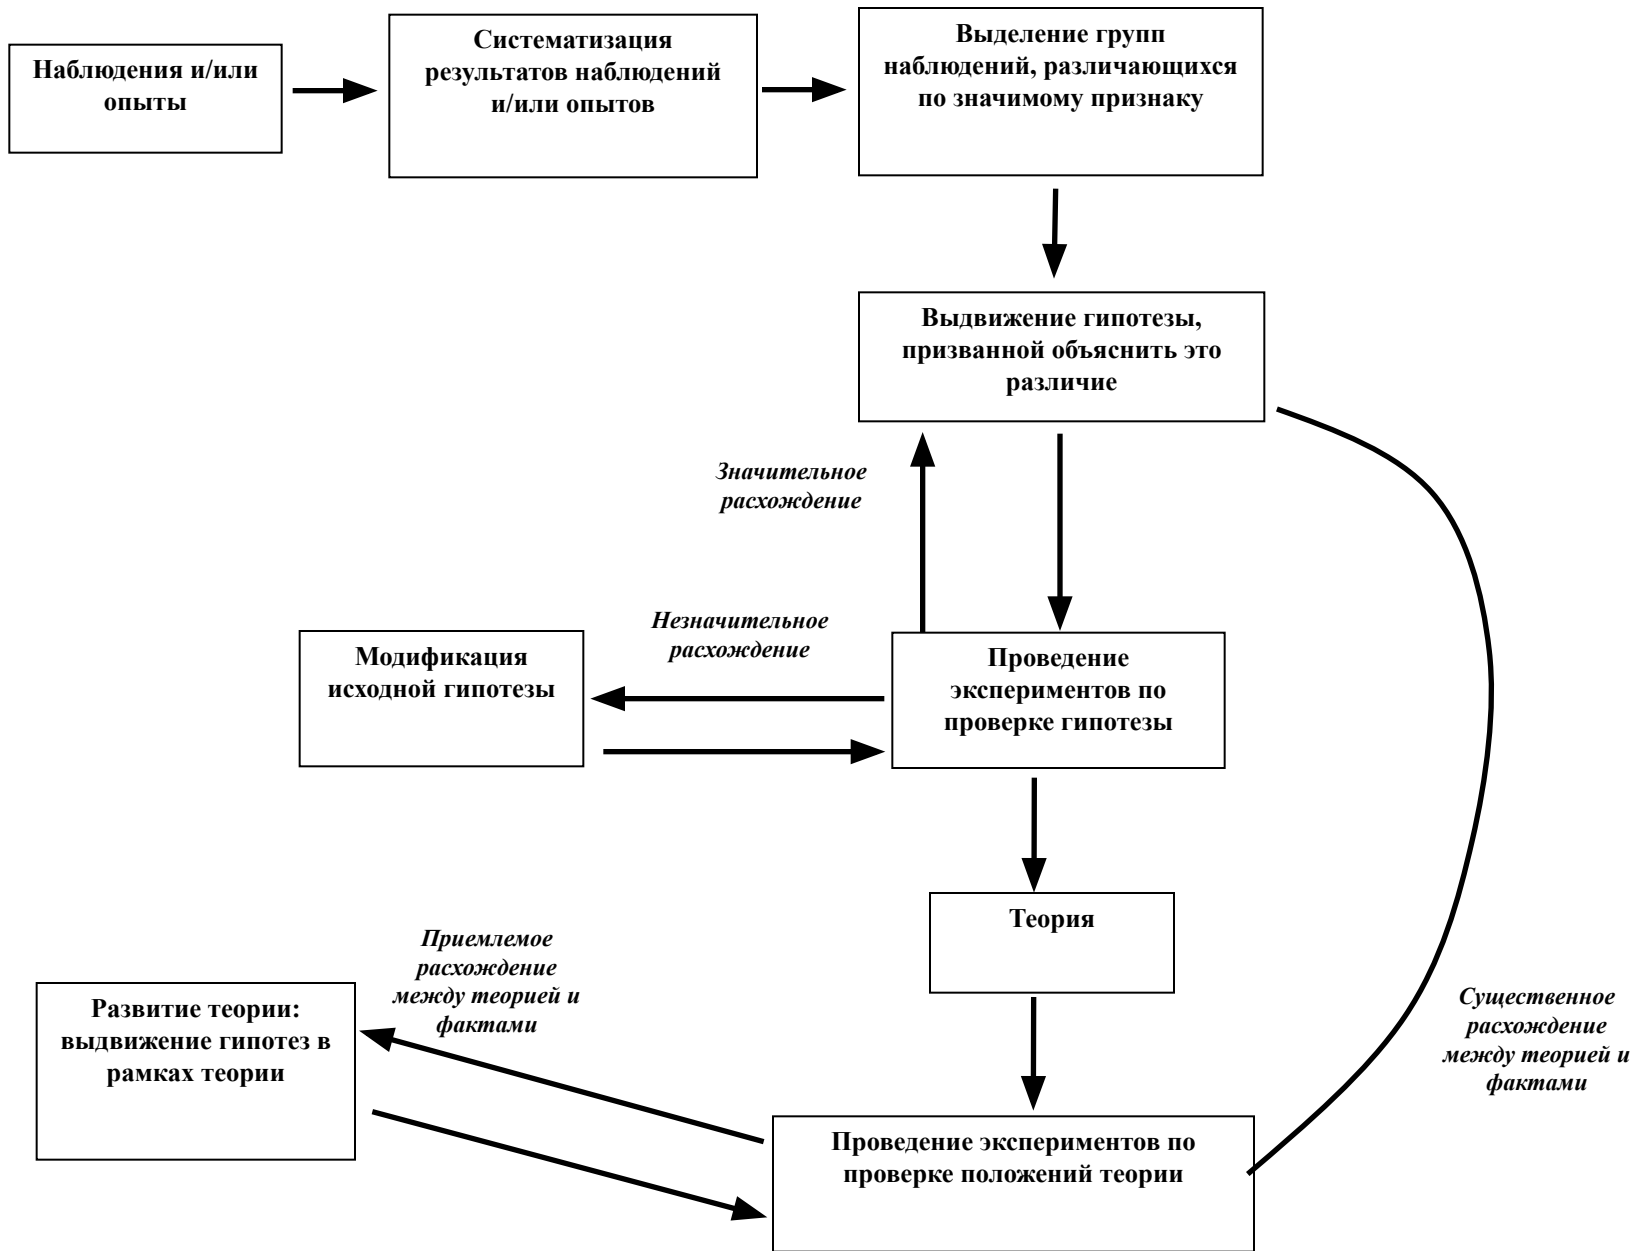 Наблюдения и/или
опыты
Систематизация
результатов наблюдений
и/или опытов
Выделение групп
наблюдений, различающихся
по значимому признаку
Выдвижение гипотезы,
призванной объяснить это
различие
Значительное
расхождение
Незначительное
расхождение
Модификация
исходной гипотезы
Проведение
экспериментов по
проверке гипотезы
Теория
Приемлемое
расхождение
между теорией и
фактами
Развитие теории:
выдвижение гипотез в
рамках теории
Существенное
расхождение
между теорией и
фактами
Проведение экспериментов по
проверке положений теории